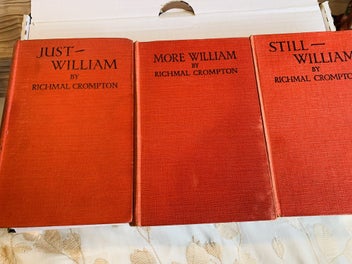 JUST—
WILLIAM
BY
RICHMAL CROMPTON
MORE WILLIAM
BY
RICHMAL CROMPTON
STILL—
WILLIAM
BY
RICHMAL CROMPTON